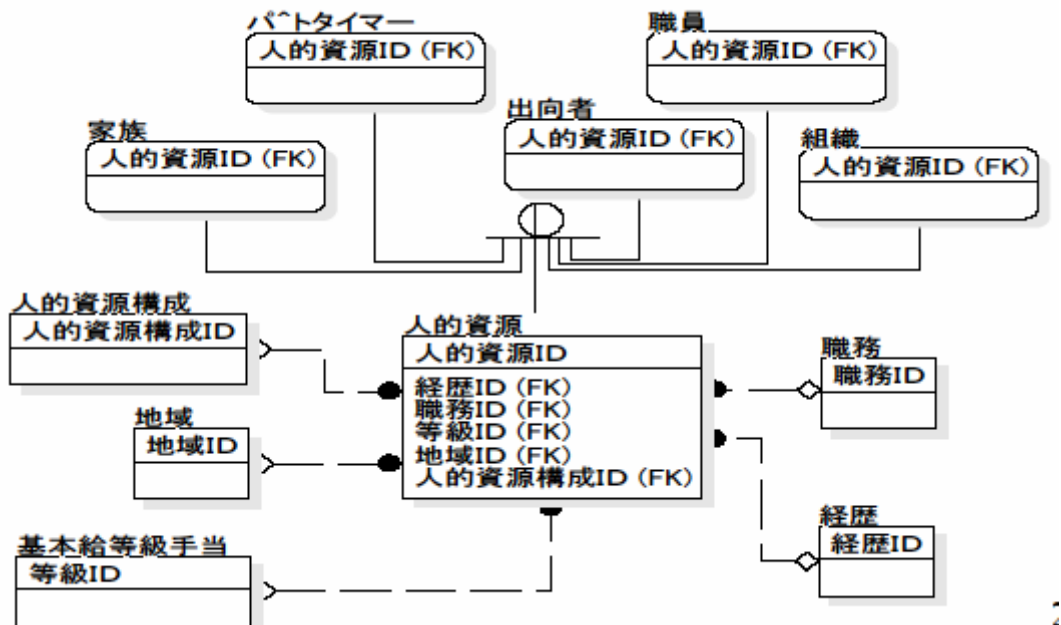 パートタイマー
人的資源ID (FK)
職員
人的資源ID (FK)
家族
人的資源ID (FK)
出向者
人的資源ID (FK)
組織
人的資源ID (FK)
人的資源構成
人的資源構成ID
地域
地域ID
基本給等級手当
等級ID
人的資源
人的資源ID
経歴ID (FK)
職務ID (FK)
等級ID (FK)
地域ID (FK)
人的資源構成ID (FK)
職務
職務ID
経歴
経歴ID